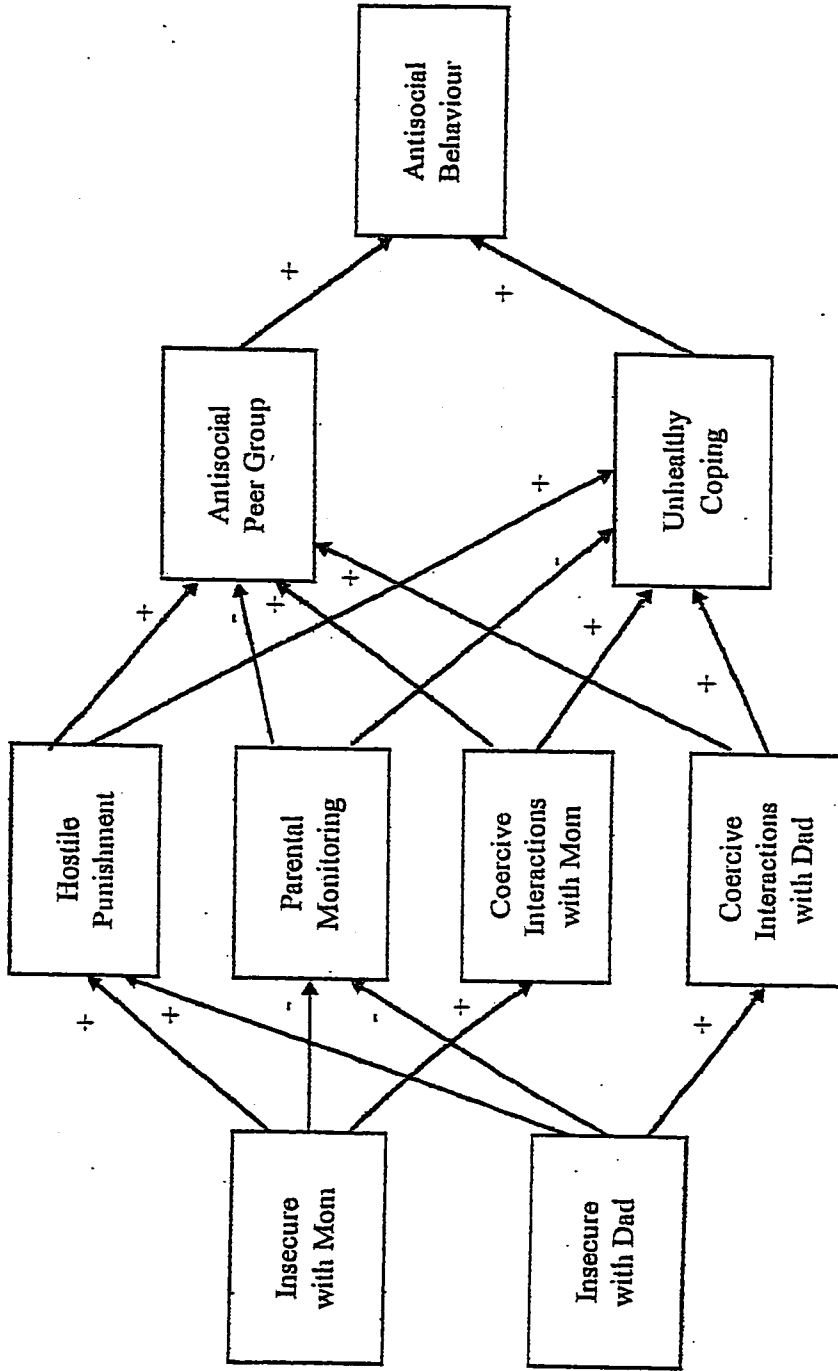 Insecure
with Mom
Insecure
with Dad
Hostile
Punishment
Parental
Monitoring
Coercive
Interactions
with Mom
Coercive
Interactions
with Dad
Antisocial
Peer Group
Unhealthy
Coping
Antisocial
Behaviour
+
+
-
-
+
+
+
-
+
+
+
-
+
+
+
+